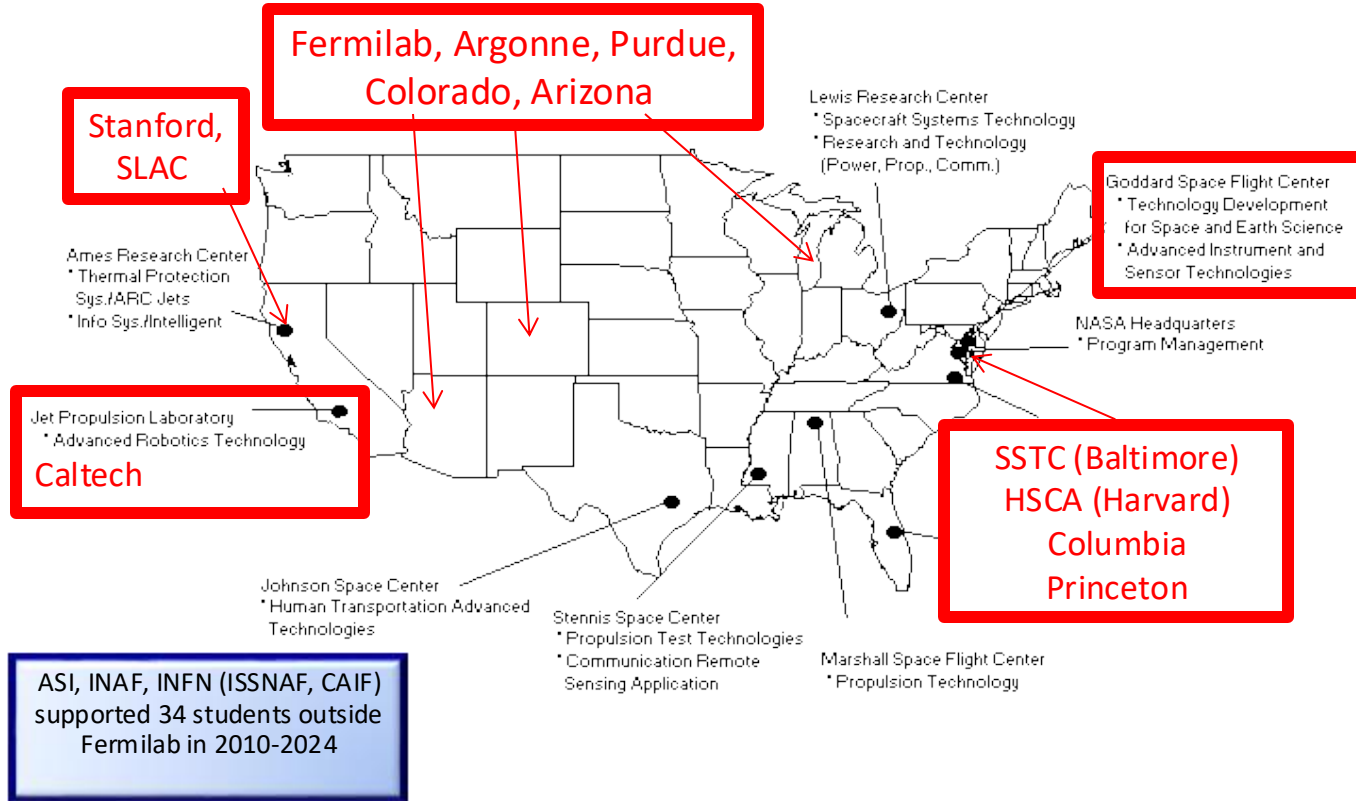 Fermilab, Argonne, Purdue,
Colorado, Arizona
Stanford,
SLAC
Lewis Research Center
* Spacecraft Systems Technology
* Research and Technology
(Power, Prop., Comm.)
Goddard Space Flight Center
* Technology Development
for Space and Earth Science
* Advanced Instrument and
Sensor Technologies
Ames Research Center
* Thermal Protection
Sys./ARC Jets
* Info Sys./Intelligent
NASA Headquarters
* Program Management
Jet Propulsion Laboratory
* Advanced Robotics Technology
Caltech
SSTC (Baltimore)
HSCA (Harvard)
Columbia
Princeton
Johnson Space Center
* Human Transportation Advanced
Technologies
Stennis Space Center
* Propulsion Test Technologies
* Communication Remote
Sensing Application
Marshall Space Flight Center
* Propulsion Technology
ASI, INAF, INFN (ISSNAF, CAIF)
supported 34 students outside
Fermilab in 2010-2024